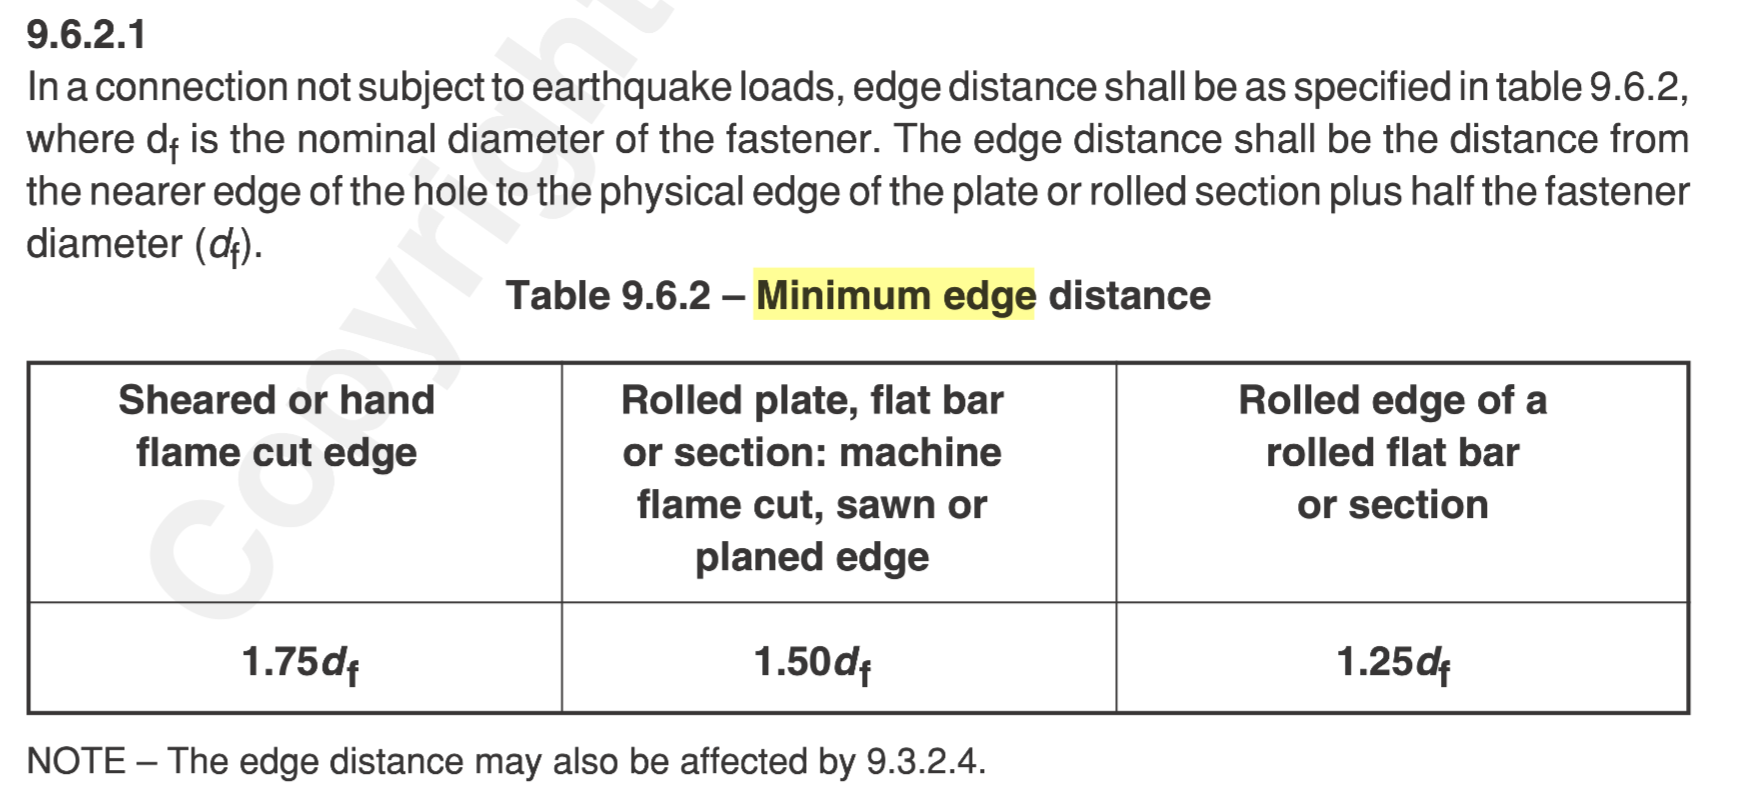 9.6.2.1
In a connection not subject to earthquake loads, edge distance shall be as specified in table 9.6.2,
where df is the nominal diameter of the fastener. The edge distance shall be the distance from
the nearer edge of the hole to the physical edge of the plate or rolled section plus half the fastener
diameter (df).
Table 9.6.2 – Minimum edge distance
Sheared or hand
flame cut edge
Rolled plate, flat bar
or section: machine
flame cut, sawn or
planed edge
Rolled edge of a
rolled flat bar
or section
1.75df
1.50df
1.25df
NOTE – The edge distance may also be affected by 9.3.2.4.
Copyright